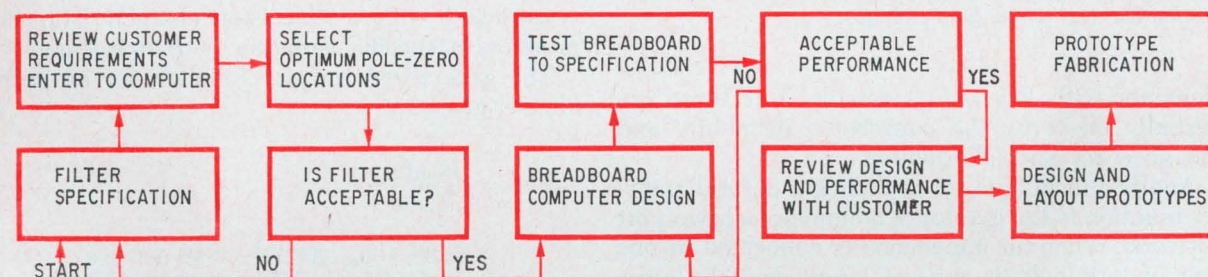 REVIEW CUSTOMER
REQUIREMENTS
ENTER TO COMPUTER
SELECT
OPTIMUM POLE-ZERO
LOCATIONS
TEST BREADBOARD
TO SPECIFICATION
NO
ACCEPTABLE
PERFORMANCE
YES
PROTOTYPE
FABRICATION
FILTER
SPECIFICATION
IS FILTER
ACCEPTABLE?
BREADBOARD
COMPUTER DESIGN
REVIEW DESIGN
AND PERFORMANCE
WITH CUSTOMER
DESIGN AND
LAYOUT PROTOTYPES
START
NO
YES